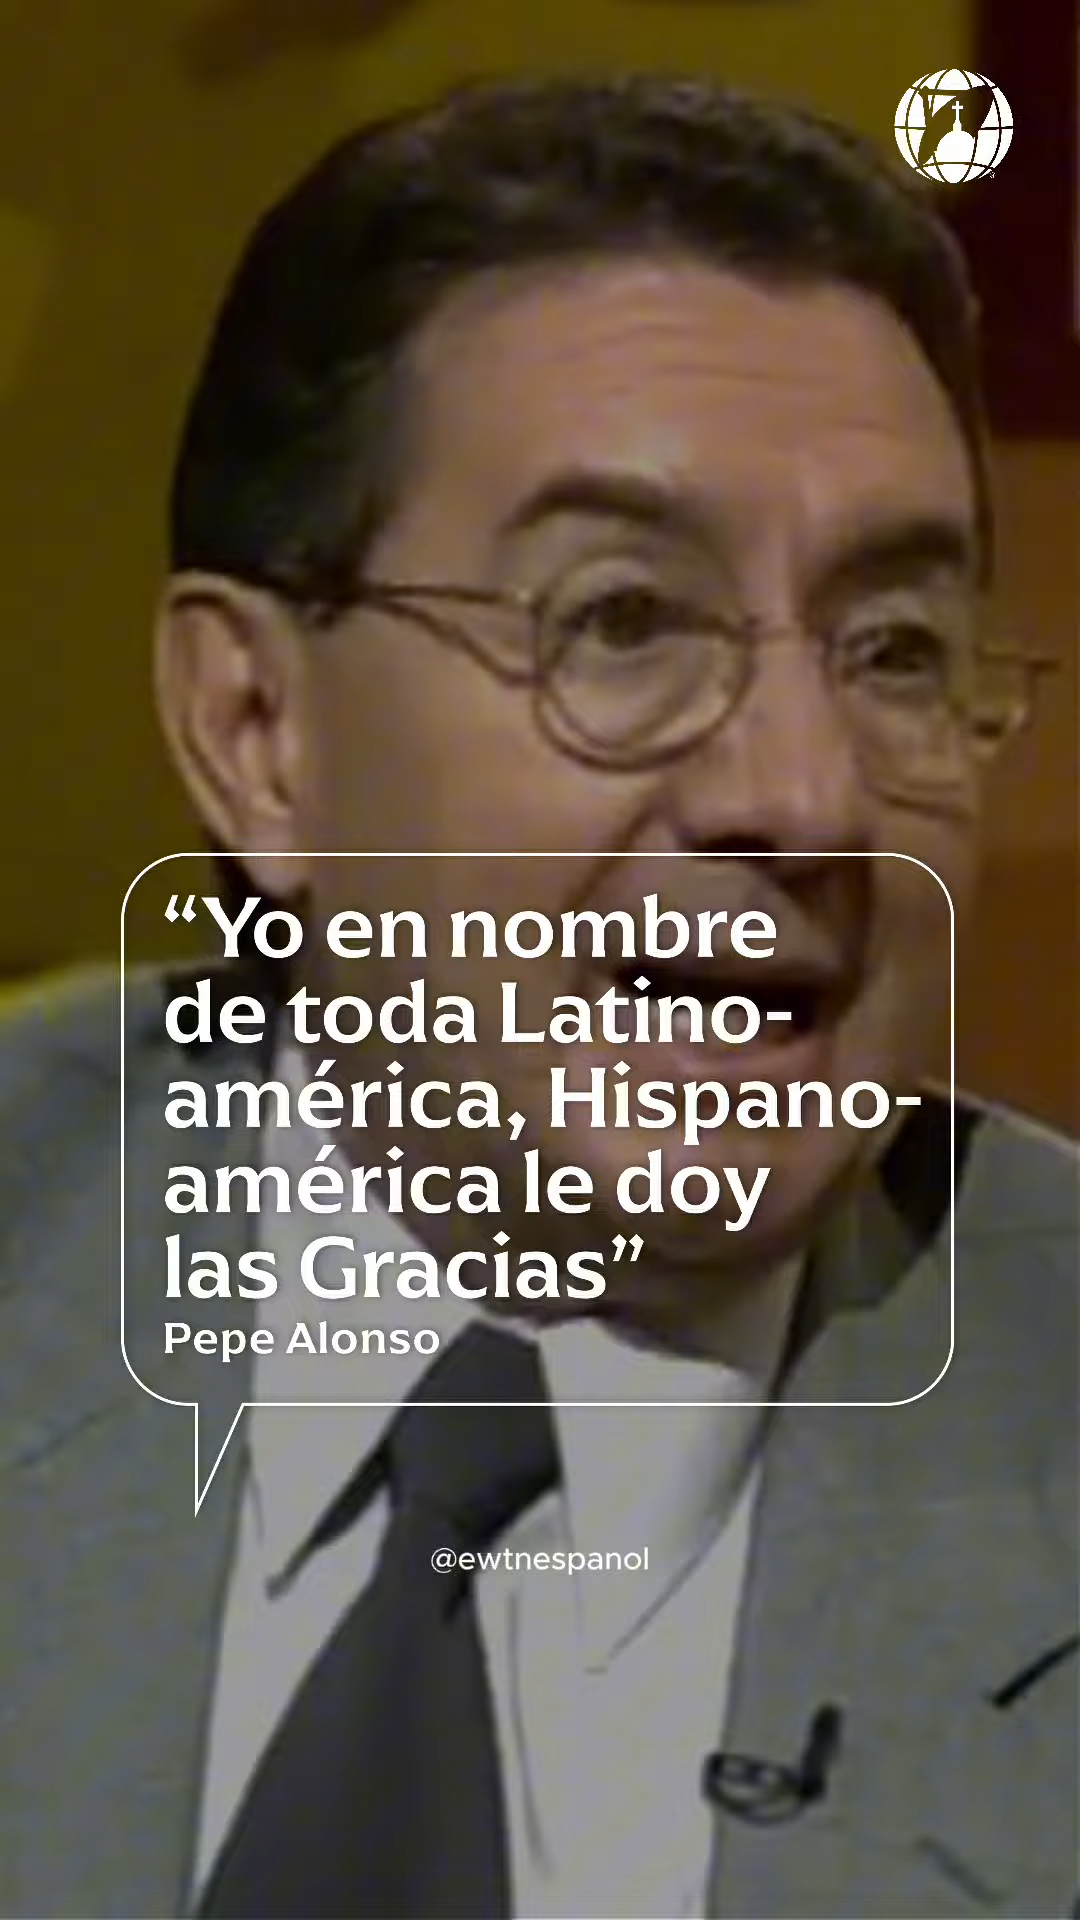 “Yo en nombre
de toda Latino-
américa, Hispano-
américa le doy
las Gracias”
Pepe Alonso
@ewtnespanol